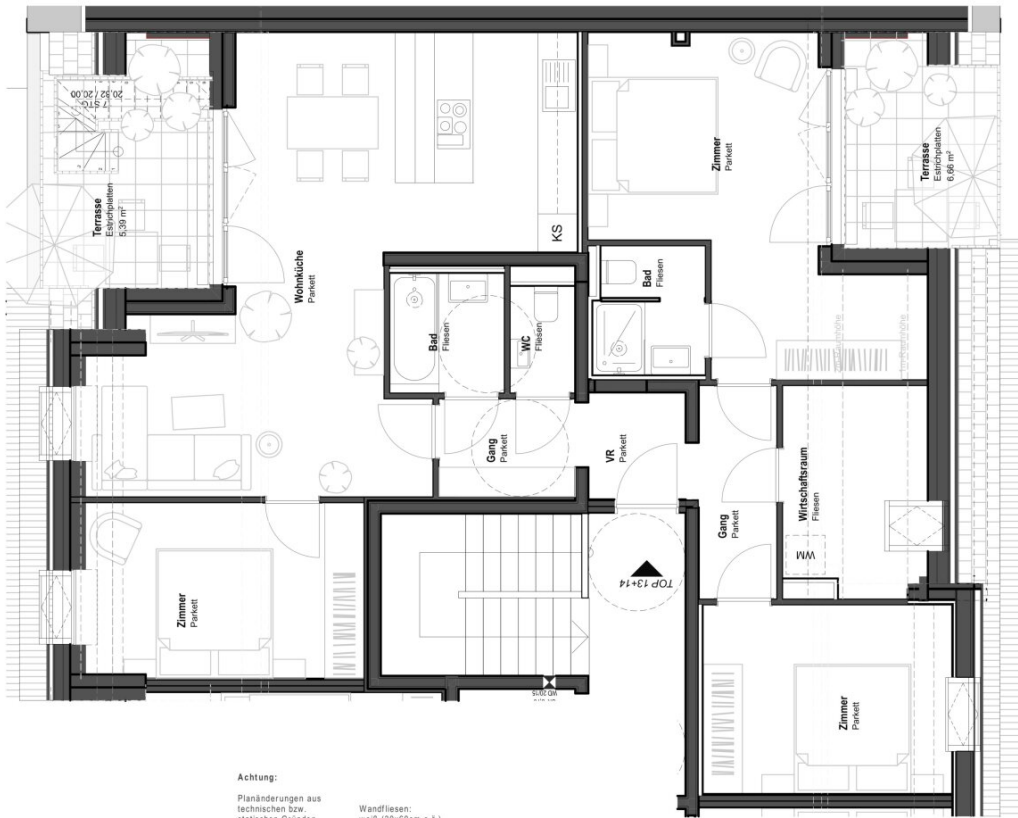 7 STG
20,82 / 20,00
Terrasse
Estrichplatten
5,39 m²
Wohnküche
Parkett
KS
Zimmer
Parkett
Terrasse
Estrichplatten
6,66 m²
Bad
Fliesen
WC
Fliesen
Bad
Fliesen
Gang
Parkett
VR
Parkett
Wirtschaftsraum
Fliesen
WM
Gang
Parkett
TOP 13+14
Zimmer
Parkett
Zimmer
Parkett
Achtung:
Planänderungen aus
technischen bzw.
Wandfliesen: